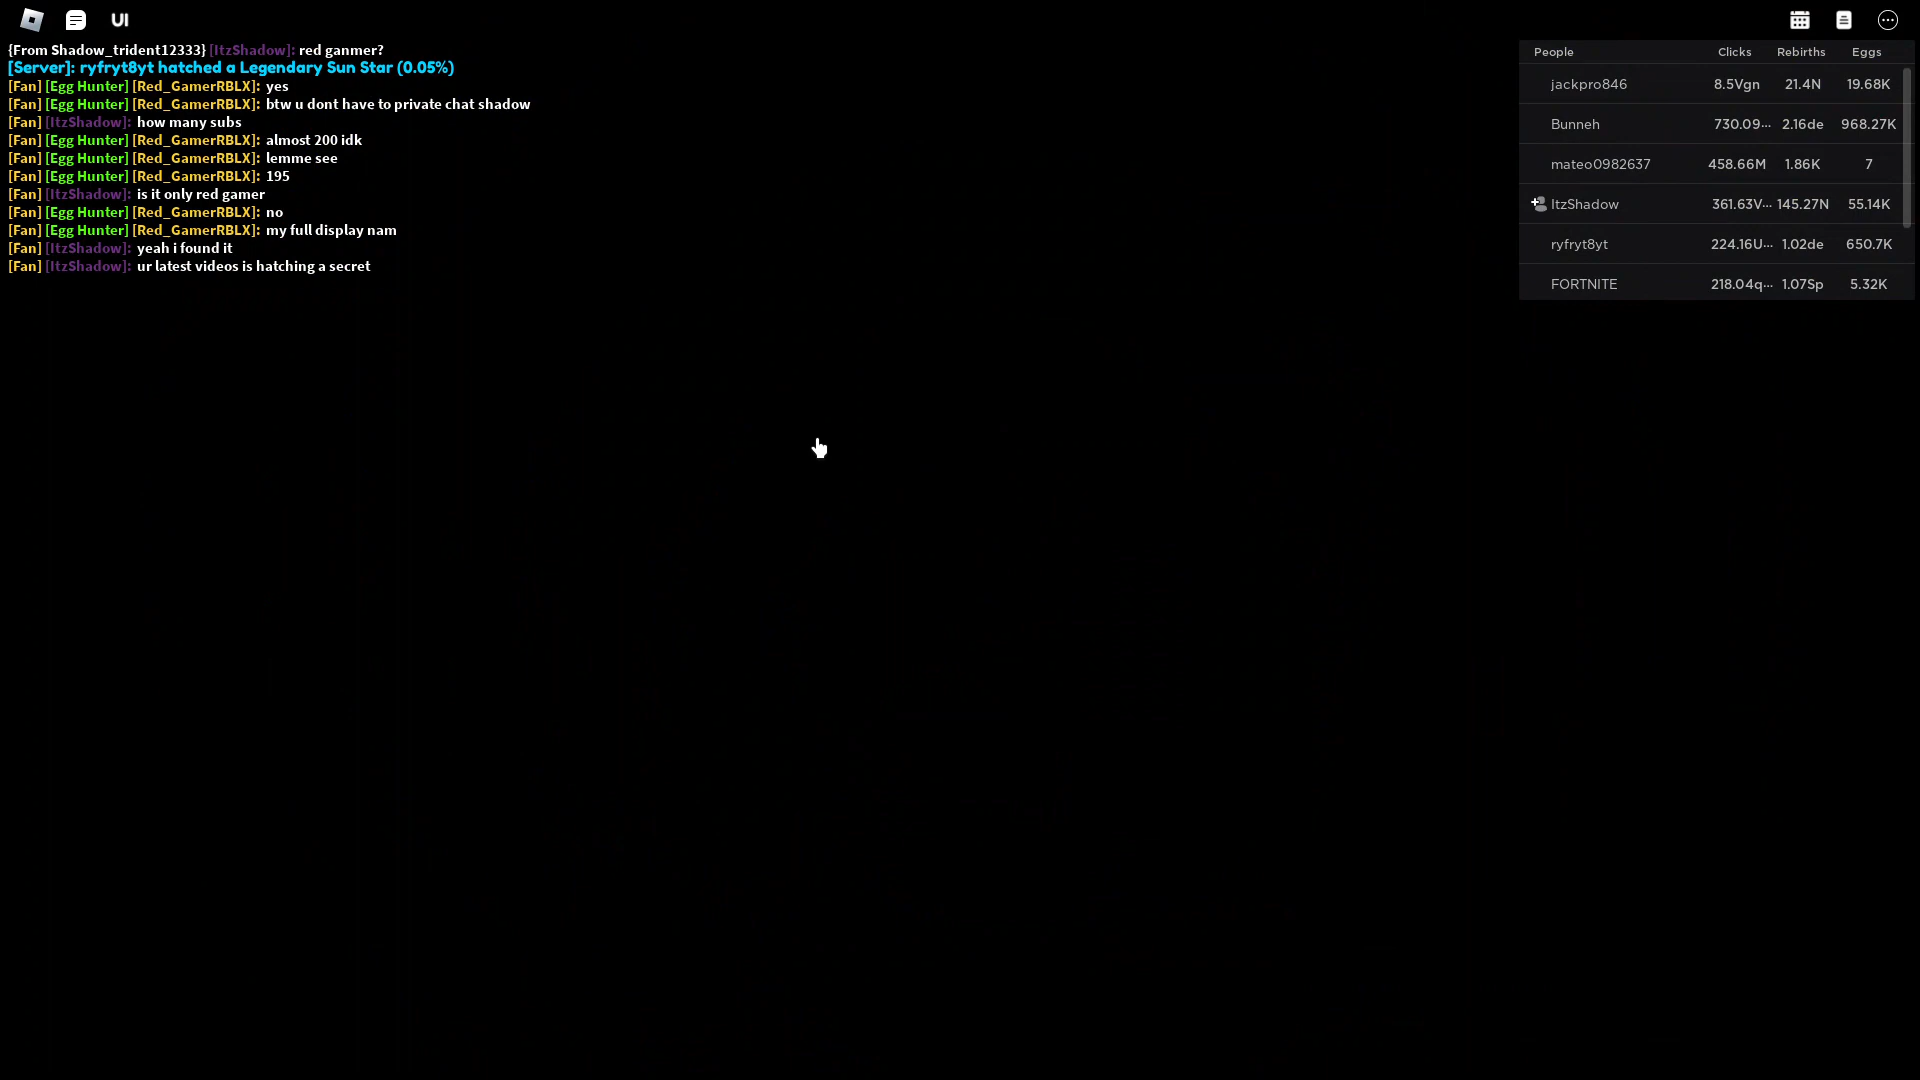 UI
{From Shadow_trident12333} [ItzShadow]: red ganmer?
[Server]: ryfryt8yt hatched a Legendary Sun Star (0.05%)
[Fan] [Egg Hunter] [Red_GamerRBLX]: yes
[Fan] [Egg Hunter] [Red_GamerRBLX]: btw u dont have to private chat shadow
[Fan] [ItzShadow]: how many subs
[Fan] [Egg Hunter] [Red_GamerRBLX]: almost 200 idk
[Fan] [Egg Hunter] [Red_GamerRBLX]: lemme see
[Fan] [Egg Hunter] [Red_GamerRBLX]: 195
[Fan] [ItzShadow]: is it only red gamer
[Fan] [Egg Hunter] [Red_GamerRBLX]: no
[Fan] [Egg Hunter] [Red_GamerRBLX]: my full display nam
[Fan] [ItzShadow]: yeah i found it
[Fan] [ItzShadow]: ur latest videos is hatching a secret
People Clicks Rebirths Eggs
jackpro846 8.5Vgn 21.4N 19.68K
Bunneh 730.09... 2.16de 968.27K
mateo0982637 458.66M 1.86K 7
ItzShadow 361.63V... 145.27N 55.14K
ryfryt8yt 224.16U... 1.02de 650.7K
FORTNITE 218.04q... 1.07Sp 5.32K